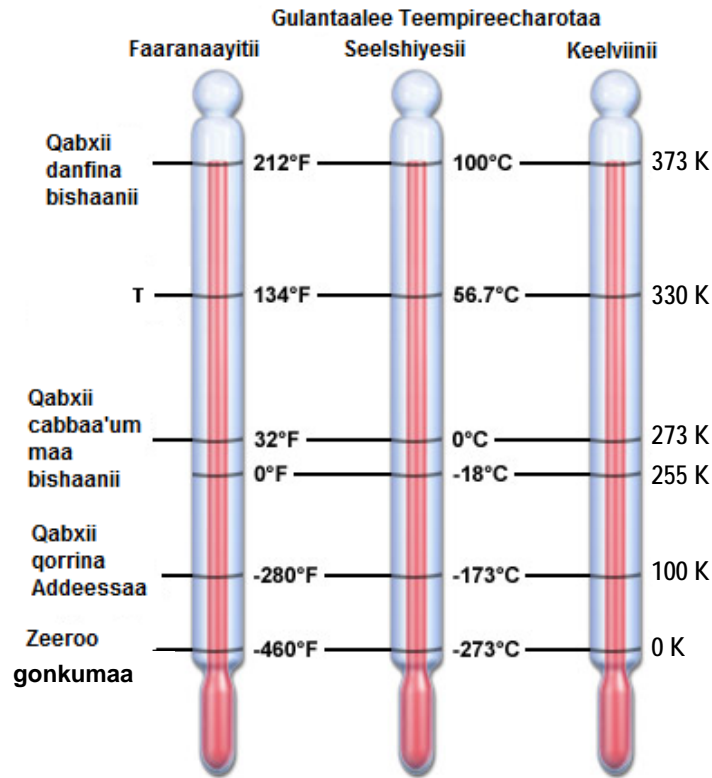 Gulantaalee Teempireecharotaa
Faaranaayitii Seelshiyesii Keelviinii
Qabxii
danfina
bishaanii
212°F 100°C 373 K
T 134°F 56.7°C 330 K
Qabxii
cabbaa'um
maa
bishaanii
32°F 0°C 273 K
0°F -18°C 255 K
Qabxii
qorrina
Addeessaa
-280°F -173°C 100 K
Zeeroo
gonkumaa
-460°F -273°C 0 K